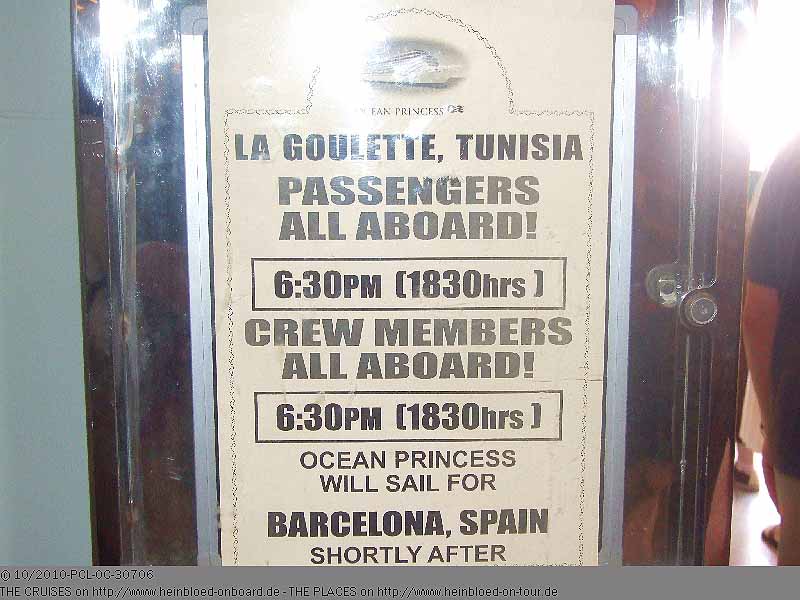 OCEAN PRINCESS
LA GOULETTE, TUNISIA
PASSENGERS
ALL ABOARD!
6:30PM (1830hrs )
CREW MEMBERS
ALL ABOARD!
6:30PM (1830hrs )
OCEAN PRINCESS
WILL SAIL FOR
BARCELONA, SPAIN
SHORTLY AFTER
© 10/2010-PCL-OC-30706
THE CRUISES on http://www.heinbloed-onboard.de - THE PLACES on http://www.heinbloed-on-tour.de